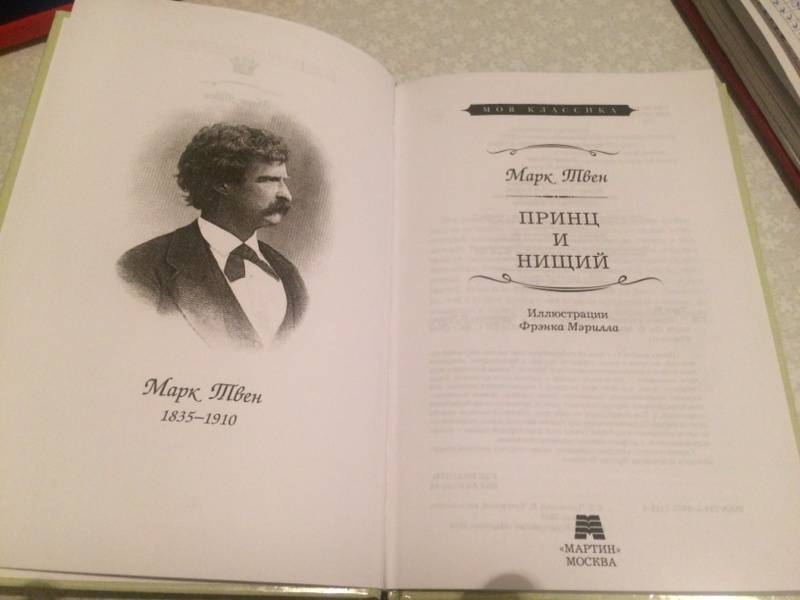 Марк Твен
1835–1910
МОЯ КЛАССИКА
Марк Твен
ПРИНЦ
И
НИЩИЙ
Иллюстрации
Фрэнка Мэрилла
«МАРТИН»
МОСКВА